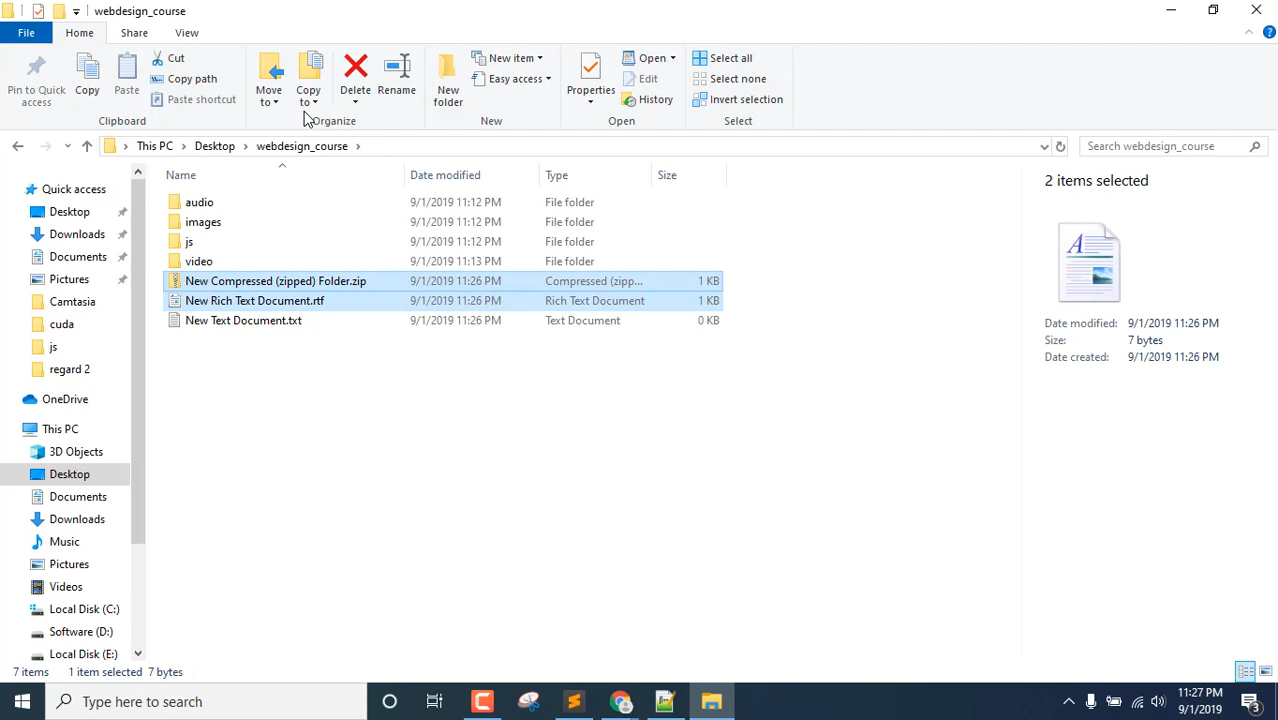 webdesign_course
File Home Share View
Pin to Quick access
Copy
Paste
Cut
Copy path
Paste shortcut
Clipboard
Move to
Copy to
Delete
Rename
Organize
New folder
New item
Easy access
New
Properties
Open
Edit
History
Open
Select all
Select none
Invert selection
Select
This PC > Desktop > webdesign_course >
Search webdesign_course
Quick access
Desktop
Downloads
Documents
Pictures
Camtasia
cuda
js
regard 2
OneDrive
This PC
3D Objects
Desktop
Documents
Downloads
Music
Pictures
Videos
Local Disk (C:)
Software (D:)
Local Disk (E:)
Name Date modified Type Size
audio 9/1/2019 11:12 PM File folder
images 9/1/2019 11:12 PM File folder
js 9/1/2019 11:12 PM File folder
video 9/1/2019 11:13 PM File folder
New Compressed (zipped) Folder.zip 9/1/2019 11:26 PM Compressed (zipp... 1 KB
New Rich Text Document.rtf 9/1/2019 11:26 PM Rich Text Document 1 KB
New Text Document.txt 9/1/2019 11:26 PM Text Document 0 KB
2 items selected
A
Date modified: 9/1/2019 11:26 PM
Size: 7 bytes
Date created: 9/1/2019 11:26 PM
7 items 1 item selected 7 bytes
Type here to search
11:27 PM
9/1/2019
3